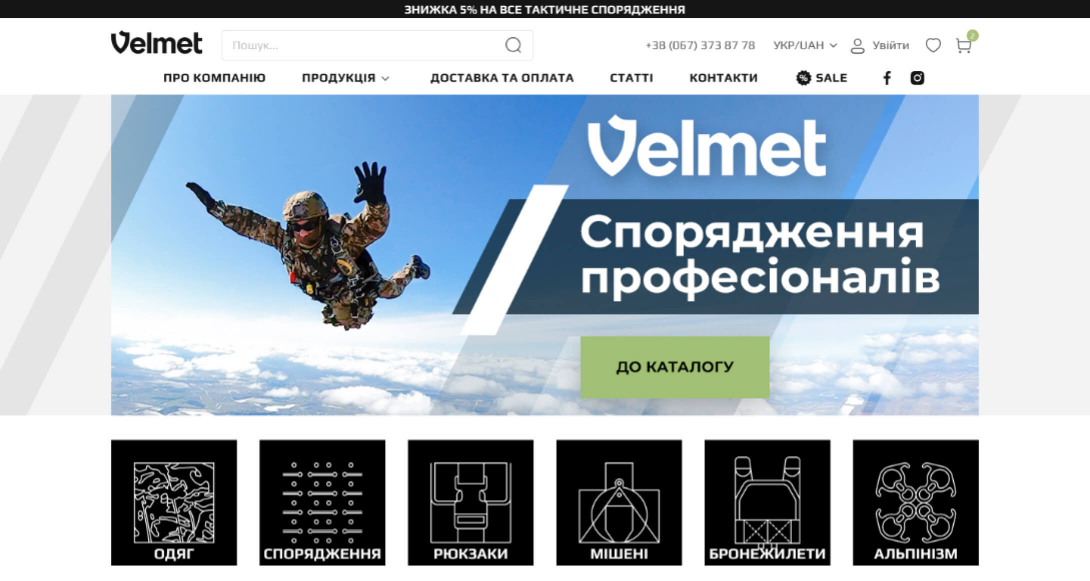 ЗНИЖКА 5% НА ВСЕ ТАКТИЧНЕ СПОРЯДЖЕННЯ
Velmet Пошук... +38 (067) 373 87 78 УКР/UAH Увійти 2
ПРО КОМПАНІЮ ПРОДУКЦІЯ ДОСТАВКА ТА ОПЛАТА СТАТТІ КОНТАКТИ % SALE
Velmet
Спорядження
професіоналів
ДО КАТАЛОГУ
ОДЯГ СПОРЯДЖЕННЯ РЮКЗАКИ МІШЕНІ БРОНЕЖИЛЕТИ АЛЬПІНІЗМ